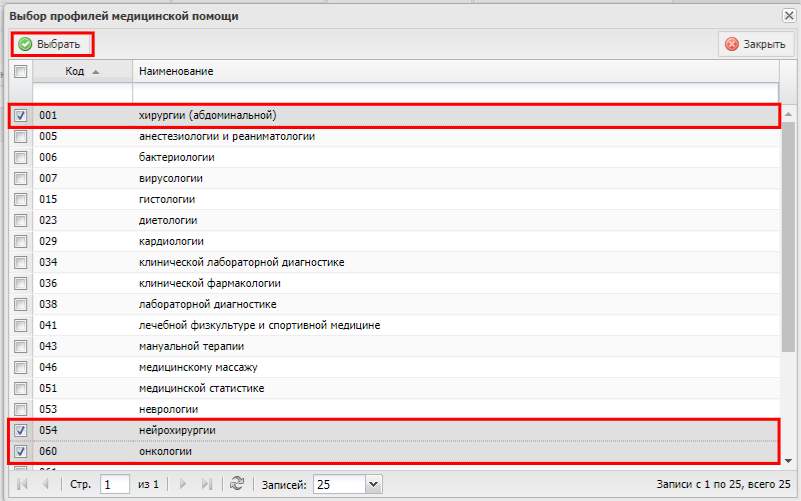 Выбор профилей медицинской помощи
Выбрать Закрыть
Код Наименование
001 хирургии (абдоминальной)
005 анестезиологии и реаниматологии
006 бактериологии
007 вирусологии
015 гистологии
023 диетологии
029 кардиологии
034 клинической лабораторной диагностике
036 клинической фармакологии
038 лабораторной диагностике
041 лечебной физкультуре и спортивной медицине
043 мануальной терапии
046 медицинскому массажу
051 медицинской статистике
053 неврологии
054 нейрохирургии
060 онкологии
Стр. 1 из 1 Записей: 25 Записи с 1 по 25, всего 25